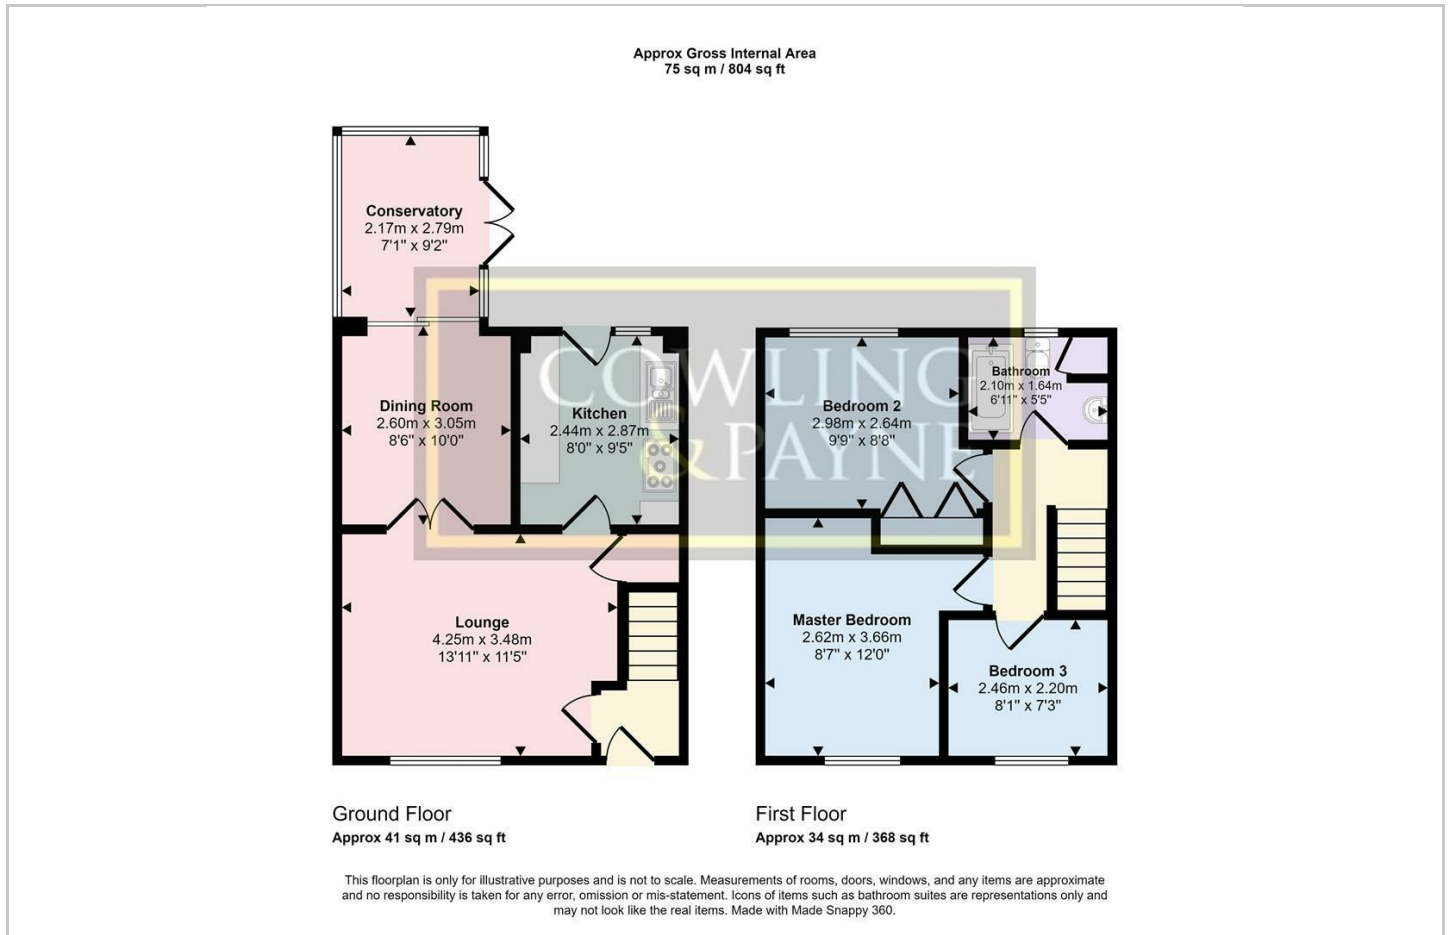 Approx Gross Internal Area
75 sq m / 804 sq ft
Conservatory
2.17m x 2.79m
7'1" x 9'2"
Dining Room
2.60m x 3.05m
8'6" x 10'0"
Kitchen
2.44m x 2.87m
8'0" x 9'5"
Lounge
4.25m x 3.48m
13'11" x 11'5"
Bedroom 2
2.98m x 2.64m
9'9" x 8'8"
Bathroom
2.10m x 1.64m
6'11" x 5'5"
Master Bedroom
2.62m x 3.66m
8'7" x 12'0"
Bedroom 3
2.46m x 2.20m
8'1" x 7'3"
COWLING
& PAYNE
Ground Floor
Approx 41 sq m / 436 sq ft
First Floor
Approx 34 sq m / 368 sq ft
This floorplan is only for illustrative purposes and is not to scale. Measurements of rooms, doors, windows, and any items are approximate
and no responsibility is taken for any error, omission or mis-statement. Icons of items such as bathroom suites are representations only and
may not look like the real items. Made with Made Snappy 360.